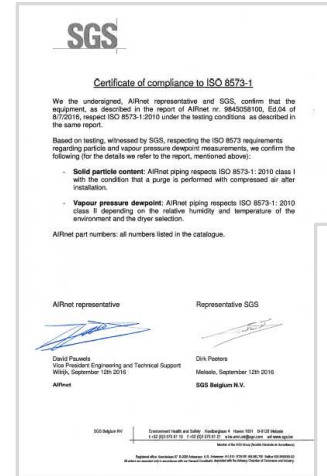 SGS
Certificate of compliance to ISO 8573-1
We the undersigned, AIRnet representative and SGS, confirm that the
equipment, as described in the report of AIRnet nr. 9845058100, Ed.04 of
8/7/2016, respect ISO 8573-1:2010 under the testing conditions as described in
the same report.
Based on testing, witnessed by SGS, respecting the ISO 8573 requirements
regarding particle and vapour pressure dewpoint measurements, we confirm the
following (for the details we refer to the report, mentioned above):
- Solid particle content: AIRnet piping respects ISO 8573-1: 2010 class I
with the condition that a purge is performed with compressed air after
installation.
- Vapour pressure dewpoint: AIRnet piping respects ISO 8573-1: 2010
class II depending on the relative humidity and temperature of the
environment and the dryer selection.
AIRnet part numbers: all numbers listed in the catalogue.
AIRnet representative
Representative SGS
David Pauwels
Vice President Engineering and Technical Support
Wilrijk, September 12th 2016
AIRnet
Dirk Peeters
Melsele, September 12th 2016
SGS Belgium N.V.
SGS Belgium NV
Environment Health and Safety